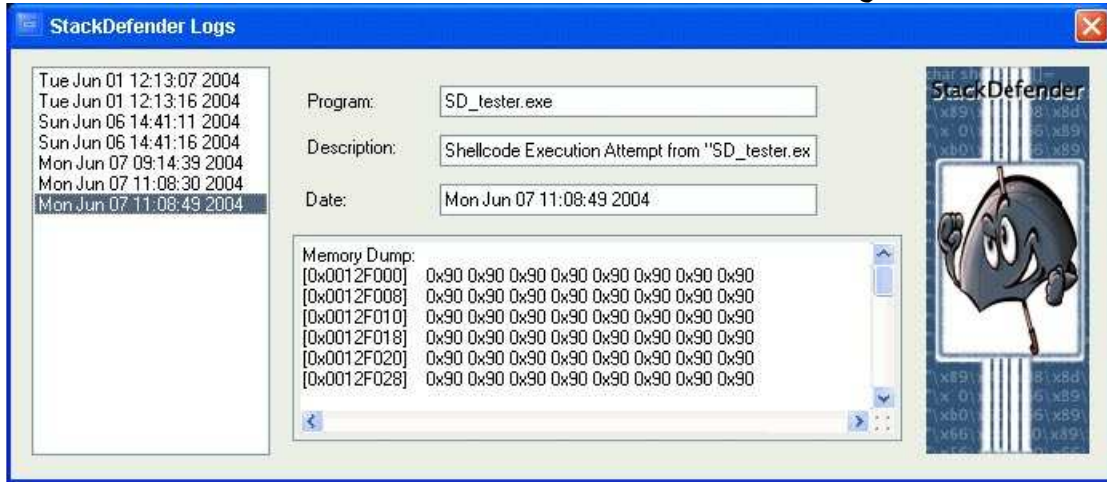 StackDefender Logs
Tue Jun 01 12:13:07 2004
Tue Jun 01 12:13:16 2004
Sun Jun 06 14:41:11 2004
Sun Jun 06 14:41:16 2004
Mon Jun 07 09:14:39 2004
Mon Jun 07 11:08:30 2004
Mon Jun 07 11:08:49 2004
Program: SD_tester.exe
Description: Shellcode Execution Attempt from "SD_tester.ex
Date: Mon Jun 07 11:08:49 2004
Memory Dump:
[0x0012F000] 0x90 0x90 0x90 0x90 0x90 0x90 0x90 0x90
[0x0012F008] 0x90 0x90 0x90 0x90 0x90 0x90 0x90 0x90
[0x0012F010] 0x90 0x90 0x90 0x90 0x90 0x90 0x90 0x90
[0x0012F018] 0x90 0x90 0x90 0x90 0x90 0x90 0x90 0x90
[0x0012F020] 0x90 0x90 0x90 0x90 0x90 0x90 0x90 0x90
[0x0012F028] 0x90 0x90 0x90 0x90 0x90 0x90 0x90 0x90
StackDefender